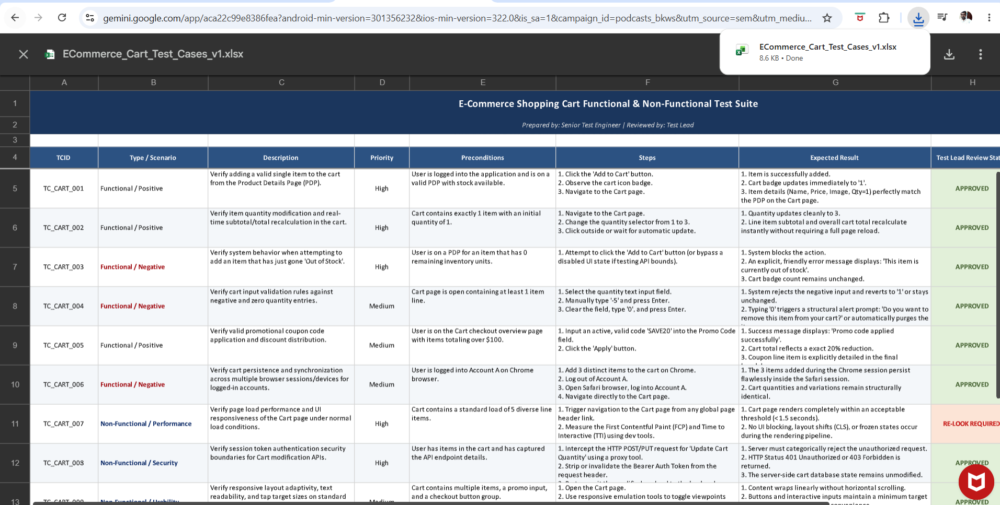 gemini.google.com/app/aca22c99e8386fea?android-min-version=301356232&ios-min-version=322.0&is_sa=1&campaign_id=podcasts_bkws&utm_source=sem&utm_mediu...
ECommerce_Cart_Test_Cases_v1.xlsx
8.6 KB • Done
ECommerce_Cart_Test_Cases_v1.xlsx
A B C D E F G H
1 E-Commerce Shopping Cart Functional & Non-Functional Test Suite
2 Prepared by: Senior Test Engineer | Reviewed by: Test Lead
3
4 TCID Type / Scenario Description Priority Preconditions Steps Expected Result Test Lead Review Stat
5
TC_CART_001
Functional / Positive
Verify adding a valid single item to the cart
from the Product Details Page (PDP).
High
User is logged into the application and is on a
valid PDP with stock available.
1. Click the 'Add to Cart' button.
2. Observe the cart icon badge.
3. Navigate to the Cart page.
1. Item is successfully added.
2. Cart badge updates immediately to '1'.
3. Item details (Name, Price, Image, Qty=1) perfectly match
the PDP on the Cart page.
APPROVED
6
TC_CART_002
Functional / Positive
Verify item quantity modification and real-
time subtotal/total recalculation in the cart.
High
Cart contains exactly 1 item with an initial
quantity of 1.
1. Navigate to the Cart page.
2. Change the quantity selector from 1 to 3.
3. Click outside or wait for automatic update.
1. Quantity updates cleanly to 3.
2. Line item subtotal and overall cart total recalculate
instantly without requiring a full page reload.
APPROVED
7
TC_CART_003
Functional / Negative
Verify system behavior when attempting to
add an item that has just gone 'Out of Stock'.
High
User is on a PDP for an item that has 0
remaining inventory units.
1. Attempt to click the 'Add to Cart' button (or bypass a
disabled UI state if testing API bounds).
1. System blocks the action.
2. An explicit, friendly error message displays: 'This item is
currently out of stock'.
3. Cart badge count remains unchanged.
APPROVED
8
TC_CART_004
Functional / Negative
Verify cart input validation rules against
negative and zero quantity entries.
Medium
Cart page is open containing at least 1 item
line.
1. Select the quantity text input field.
2. Manually type '-5' and press Enter.
3. Clear the field, type '0', and press Enter.
1. System rejects the negative input and reverts to '1' or stays
unchanged.
2. Typing '0' triggers a structural alert prompt: 'Do you want to
remove this item from your cart?' or automatically purges the
APPROVED
9
TC_CART_005
Functional / Positive
Verify valid promotional coupon code
application and discount distribution.
Medium
User is on the Cart checkout overview page
with items totaling over $100.
1. Input an active, valid code 'SAVE20' into the Promo Code
field.
2. Click the 'Apply' button.
1. Success message displays: 'Promo code applied
successfully'.
2. Cart total reflects a exact 20% reduction.
3. Coupon line item is explicitly detailed in the final
APPROVED
10
TC_CART_006
Functional / Negative
Verify cart persistence and synchronization
across multiple browser sessions/devices for
logged-in accounts.
Medium
User is logged into Account A on Chrome
browser.
1. Add 3 distinct items to the cart on Chrome.
2. Log out of Account A.
3. Open Safari browser, log into Account A.
4. Navigate directly to the Cart page.
1. The 3 items added during the Chrome session persist
flawlessly inside the Safari session.
2. Cart quantities and variations remain structurally
identical.
APPROVED
11
TC_CART_007
Non-Functional / Performance
Verify page load performance and UI
responsiveness of the Cart page under normal
load conditions.
High
Cart contains a standard load of 5 diverse line
items.
1. Trigger navigation to the Cart page from any global page
header link.
2. Measure the First Contentful Paint (FCP) and Time to
Interactive (TTI) using dev tools.
1. Cart page renders completely within an acceptable
threshold (< 1.5 seconds).
2. No UI blocking, layout shifts (CLS), or frozen states occur
during the rendering pipeline.
RE-LOOK REQUIRED
12
TC_CART_008
Non-Functional / Security
Verify session token authentication security
boundaries for Cart modification APIs.
High
User has items in the cart and has captured
the API endpoint details.
1. Intercept the HTTP POST/PUT request for 'Update Cart
Quantity' using a proxy tool.
2. Strip or invalidate the Bearer Auth Token from the
request header.
1. Server must categorically reject the unauthorized request.
2. HTTP Status 401 Unauthorized or 403 Forbidden is
returned.
3. The server-side cart database state remains unmodified.
APPROVED
13
TC_CART_009
Non-Functional / Usability
Verify responsive layout adaptivity, text
readability, and tap target sizes on standard
Medium
Cart contains multiple items, a promo input,
and a checkout button group.
1. Open the Cart page.
2. Use responsive emulation tools to toggle viewpoints
1. Content wraps linearly without horizontal scrolling.
2. Buttons and interactive inputs maintain a minimum target
APPROVED